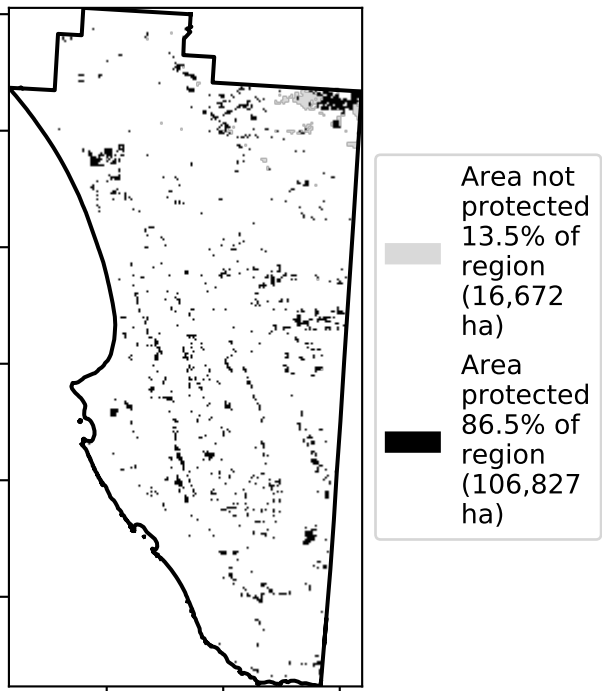 Area not
protected
13.5% of
region
(16,672
ha)
Area
protected
86.5% of
region
(106,827
ha)